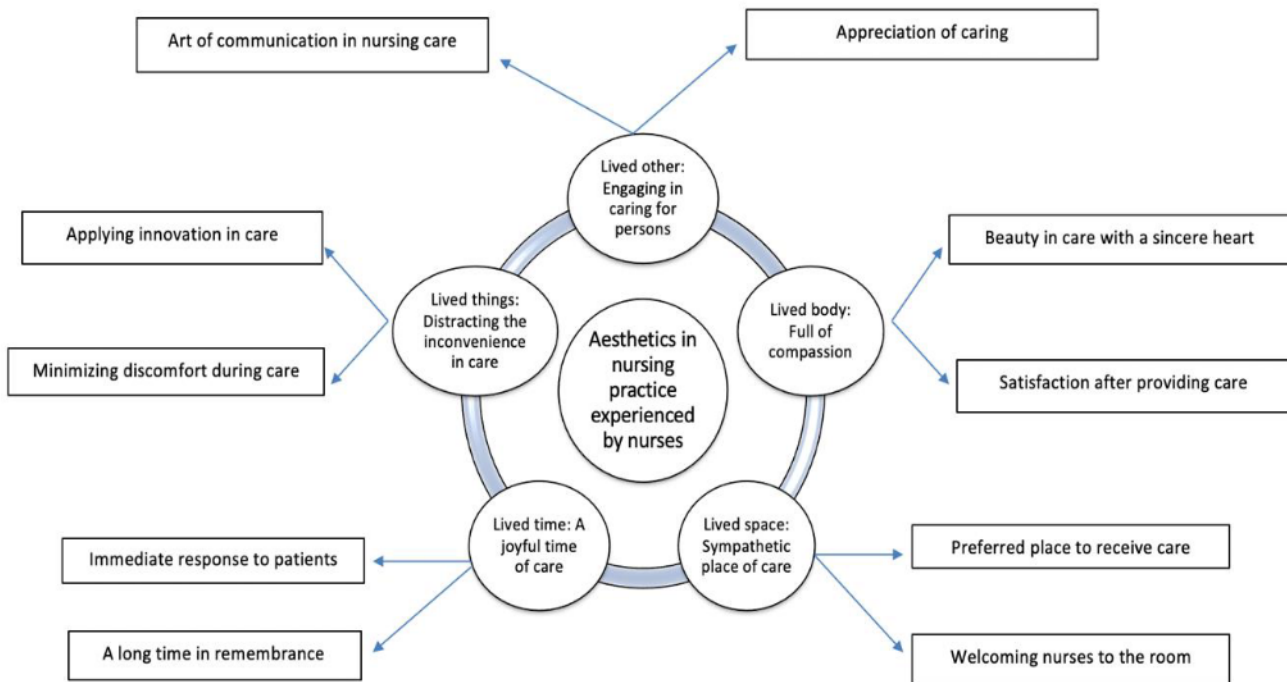 Art of communication in nursing care
Appreciation of caring
Lived other:
Engaging in
caring for
persons
Applying innovation in care
Beauty in care with a sincere heart
Lived things:
Distracting the
inconvenience
in care
Lived body:
Full of
compassion
Minimizing discomfort during care
Satisfaction after providing care
Aesthetics in
nursing
practice
experienced
by nurses
Lived time: A
joyful time
of care
Lived space:
Sympathetic
place of care
Immediate response to patients
Preferred place to receive care
A long time in remembrance
Welcoming nurses to the room